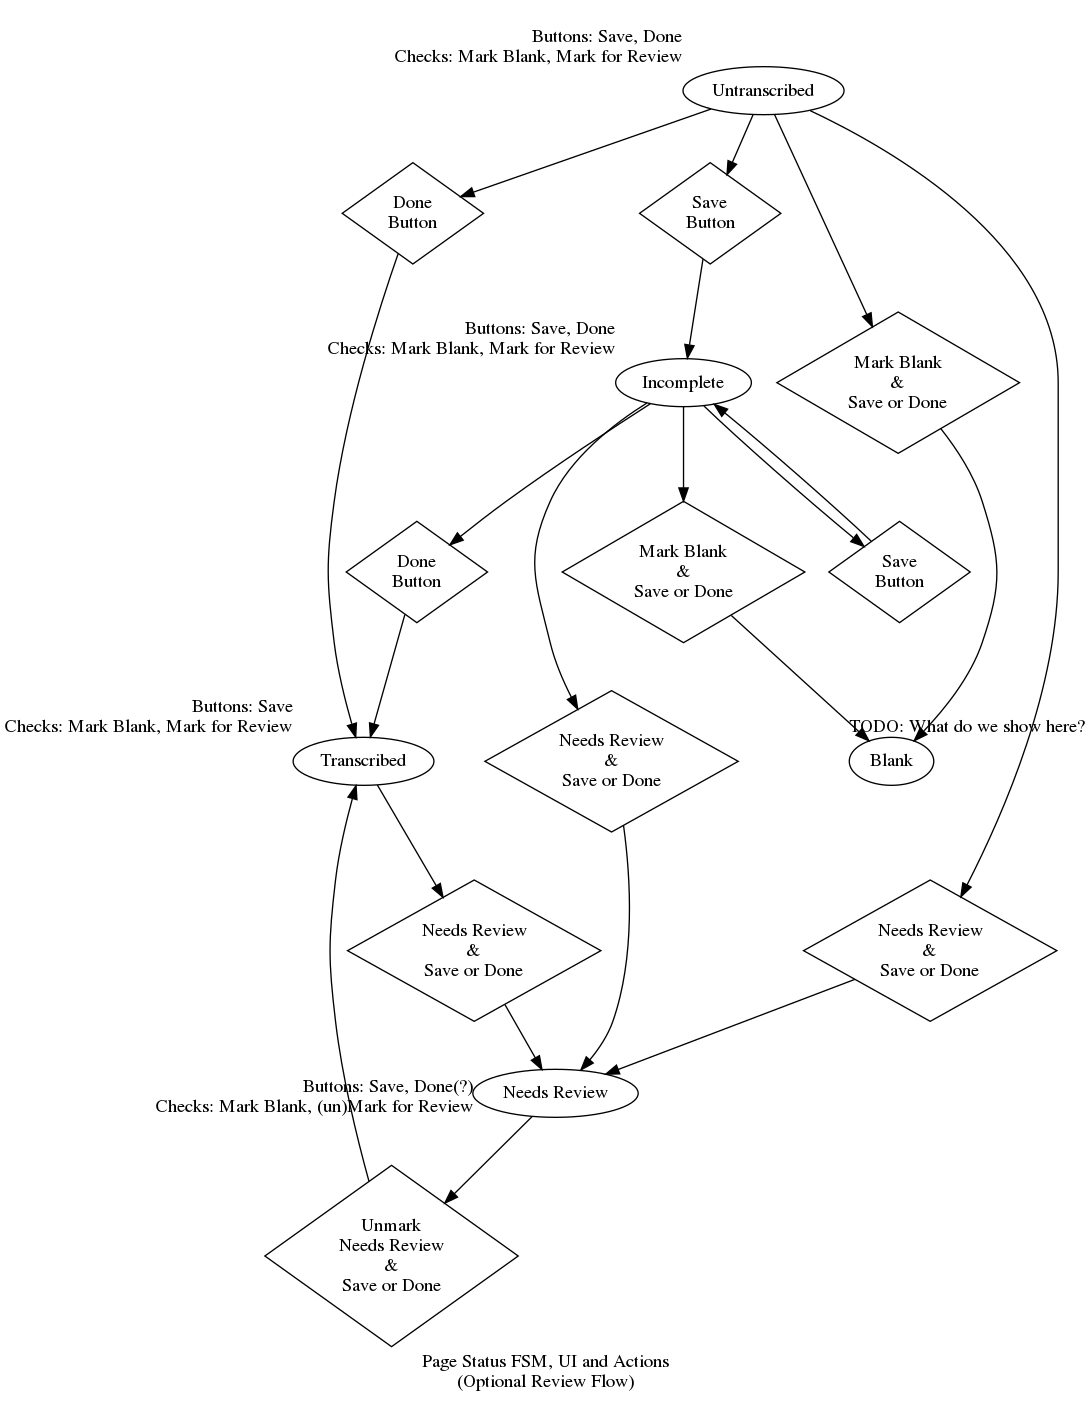 Buttons: Save, Done
Checks: Mark Blank, Mark for Review
Untranscribed
Done
Button
Save
Button
Buttons: Save, Done
Checks: Mark Blank, Mark for Review
Incomplete
Mark Blank
&
Save or Done
Done
Button
Mark Blank
&
Save or Done
Save
Button
Buttons: Save
Checks: Mark Blank, Mark for Review
Transcribed
Needs Review
&
Save or Done
TODO: What do we show here?
Blank
Needs Review
&
Save or Done
Needs Review
&
Save or Done
Buttons: Save, Done(?)
Checks: Mark Blank, (un)Mark for Review
Needs Review
Unmark
Needs Review
&
Save or Done
Page Status FSM, UI and Actions
(Optional Review Flow)